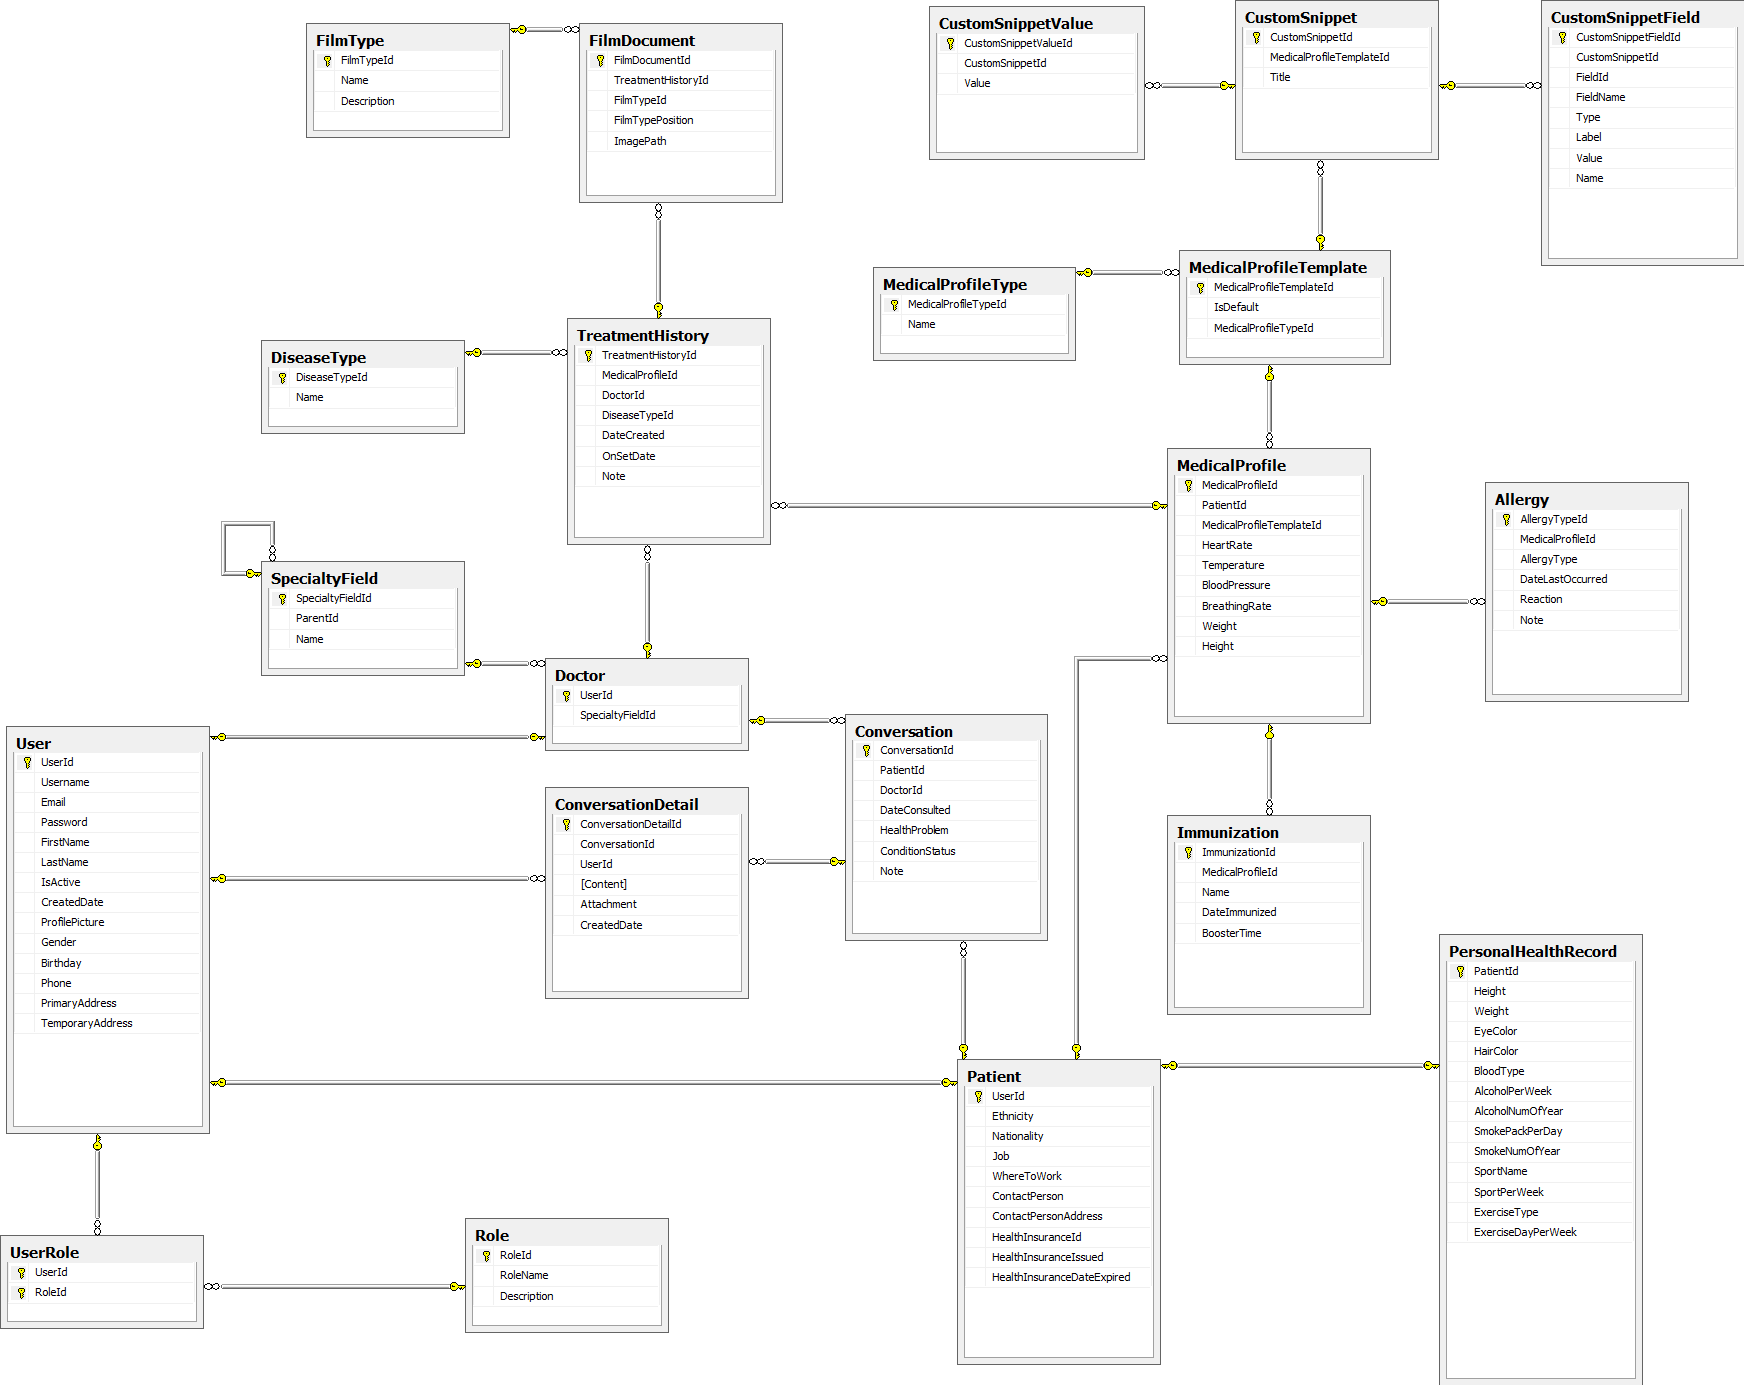 FilmType
FilmTypeId
Name
Description
FilmDocument
FilmDocumentId
TreatmentHistoryId
FilmTypeId
FilmTypePosition
ImagePath
CustomSnippetValue
CustomSnippetValueId
CustomSnippetId
Value
CustomSnippet
CustomSnippetId
MedicalProfileTemplateId
Title
CustomSnippetField
CustomSnippetFieldId
CustomSnippetId
FieldId
FieldName
Type
Label
Value
Name
MedicalProfileType
MedicalProfileTypeId
Name
MedicalProfileTemplate
MedicalProfileTemplateId
IsDefault
MedicalProfileTypeId
DiseaseType
DiseaseTypeId
Name
TreatmentHistory
TreatmentHistoryId
MedicalProfileId
DoctorId
DiseaseTypeId
DateCreated
OnSetDate
Note
MedicalProfile
MedicalProfileId
PatientId
MedicalProfileTemplateId
HeartRate
Temperature
BloodPressure
BreathingRate
Weight
Height
Allergy
AllergyTypeId
MedicalProfileId
AllergyType
DateLastOccurred
Reaction
Note
SpecialtyField
SpecialtyFieldId
ParentId
Name
Doctor
UserId
SpecialtyFieldId
User
UserId
Username
Email
Password
FirstName
LastName
IsActive
CreatedDate
ProfilePicture
Gender
Birthday
Phone
PrimaryAddress
TemporaryAddress
ConversationDetail
ConversationDetailId
ConversationId
UserId
[Content]
Attachment
CreatedDate
Conversation
ConversationId
PatientId
DoctorId
DateConsulted
HealthProblem
ConditionStatus
Note
Immunization
ImmunizationId
MedicalProfileId
Name
DateImmunized
BoosterTime
PersonalHealthRecord
PatientId
Height
Weight
EyeColor
HairColor
BloodType
AlcoholPerWeek
AlcoholNumOfYear
SmokePackPerDay
SmokeNumOfYear
SportName
SportPerWeek
ExerciseType
ExerciseDayPerWeek
Patient
UserId
Ethnicity
Nationality
Job
WhereToWork
ContactPerson
ContactPersonAddress
HealthInsuranceId
HealthInsuranceIssued
HealthInsuranceDateExpired
UserRole
UserId
RoleId
Role
RoleId
RoleName
Description